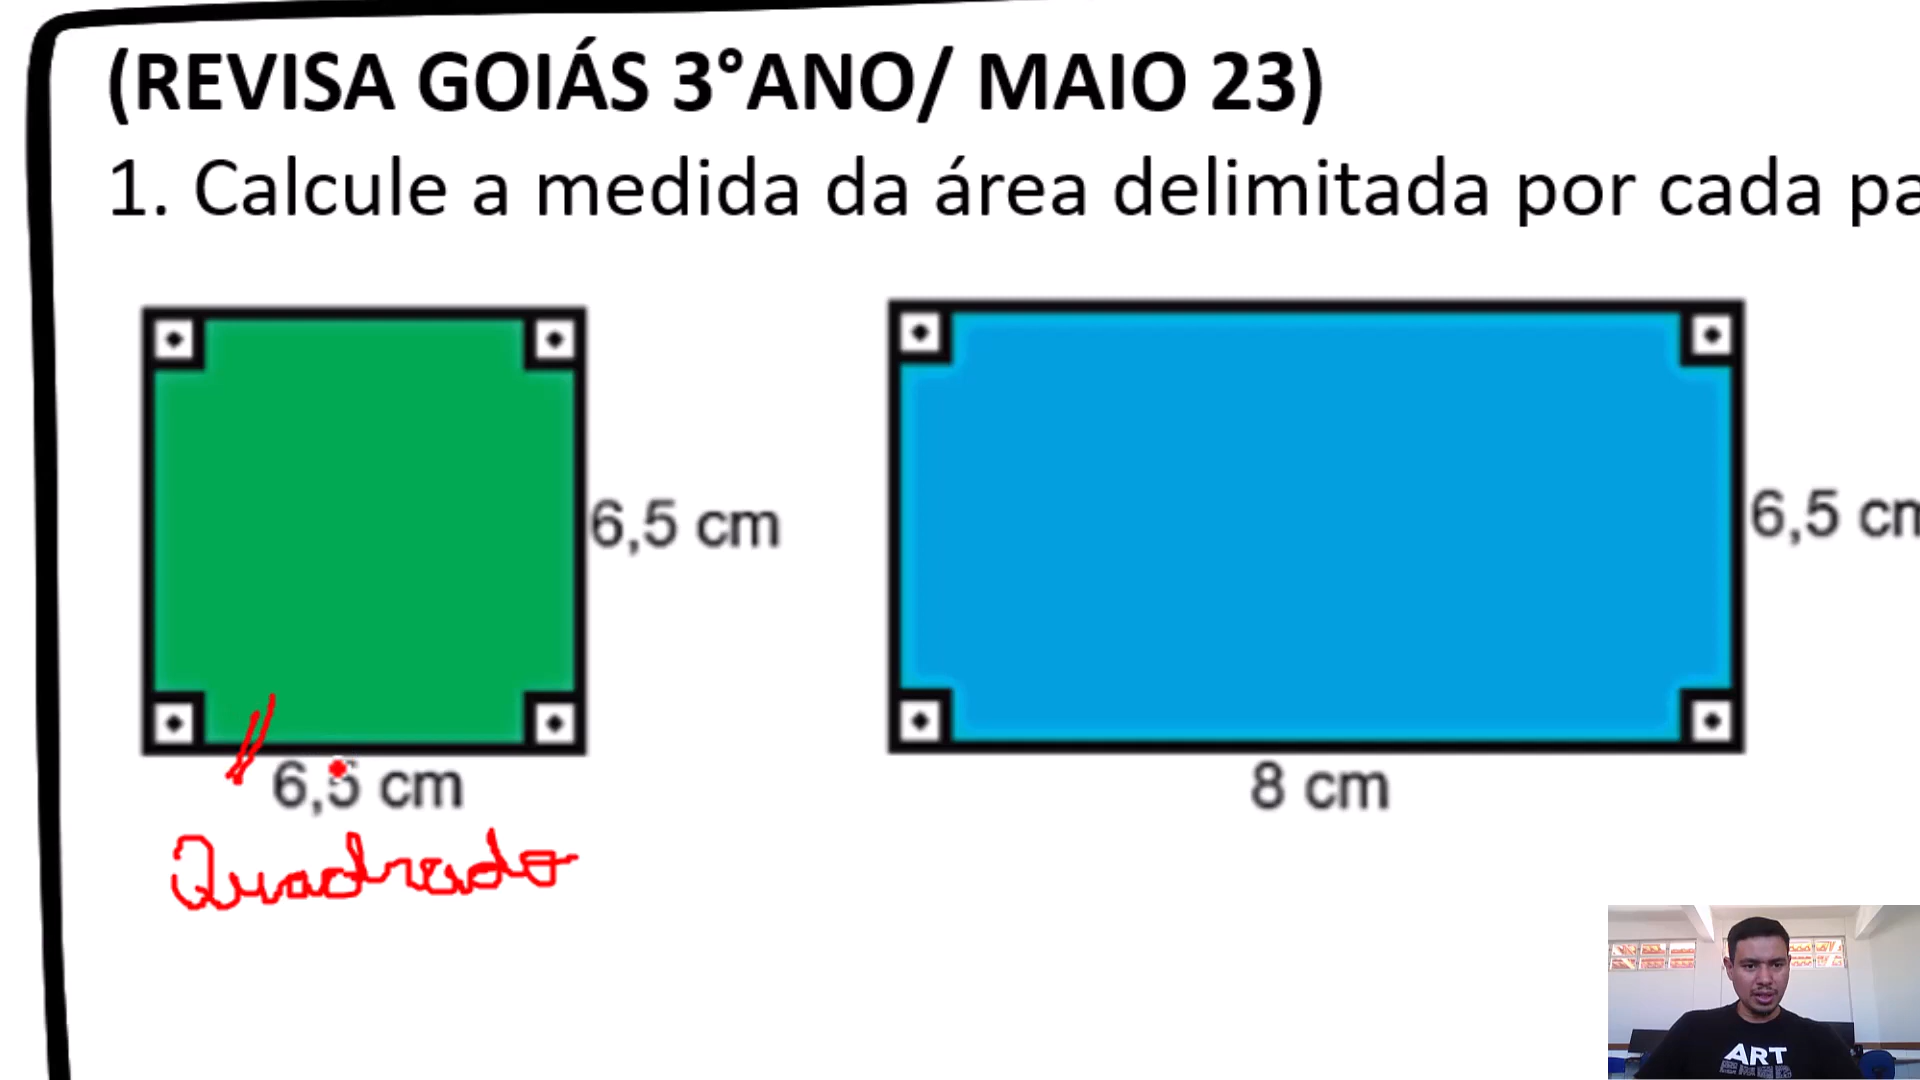 (REVISA GOIÁS 3°ANO/ MAIO 23)
1. Calcule a medida da área delimitada por cada pa
6,5 cm
6,5 cm
6,5 cm
8 cm
Quadrado
ART